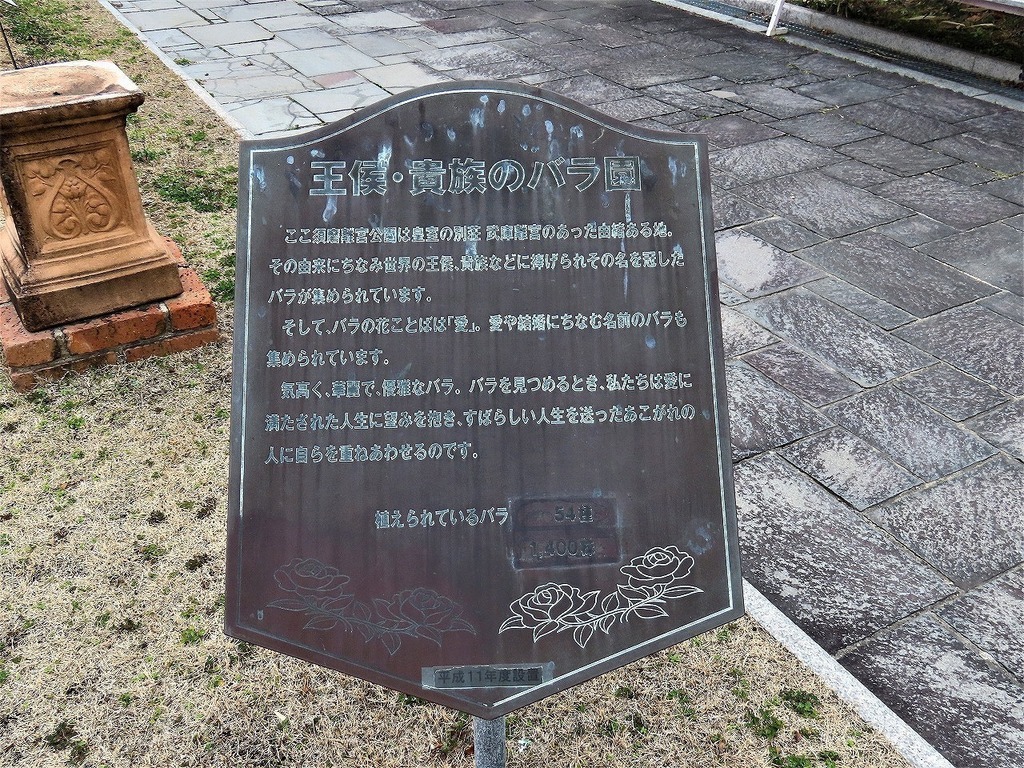 王侯・貴族のバラ園
ここ須磨離宮公園は皇室の別荘 武庫離宮のあった由緒ある地。
その由来にちなみ世界の王侯、貴族などに捧げられその名を冠した
バラが集められています。
そして、バラの花ことばは「愛」。愛や結婚にちなむ名前のバラも
集められています。
気高く、華麗で、優雅なバラ。バラを見つめるとき、私たちは愛に
満たされた人生に望みを抱き、すばらしい人生を送ったあこがれの
人に自らを重ねあわせるのです。
植えられているバラ 54種
1,400株
平成11年度設置